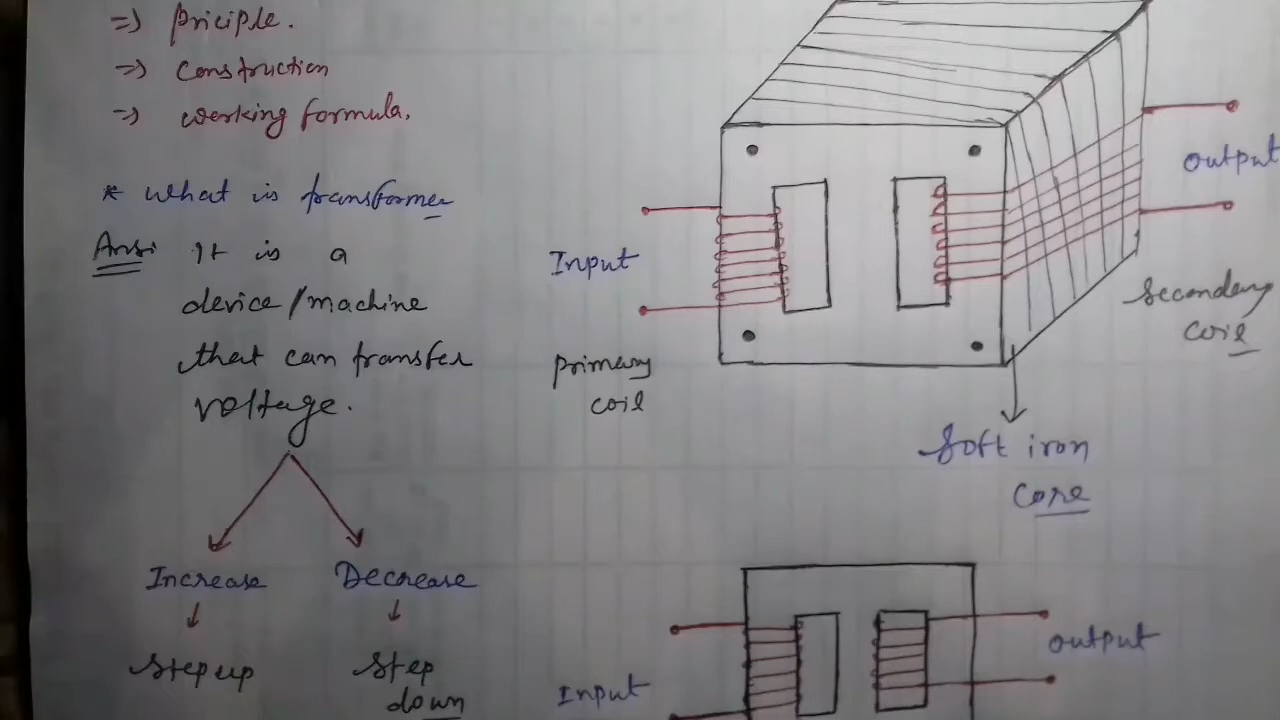 => Priciple.
=> Construction
=> Working formula.
* What is transformer
Ans: It is a
device/machine
that can transfer
voltage.
Increase
Decrease
Step up
Step
down
Input
Output
Primary
coil
Secondary
coil
Soft iron
core
Input
Output